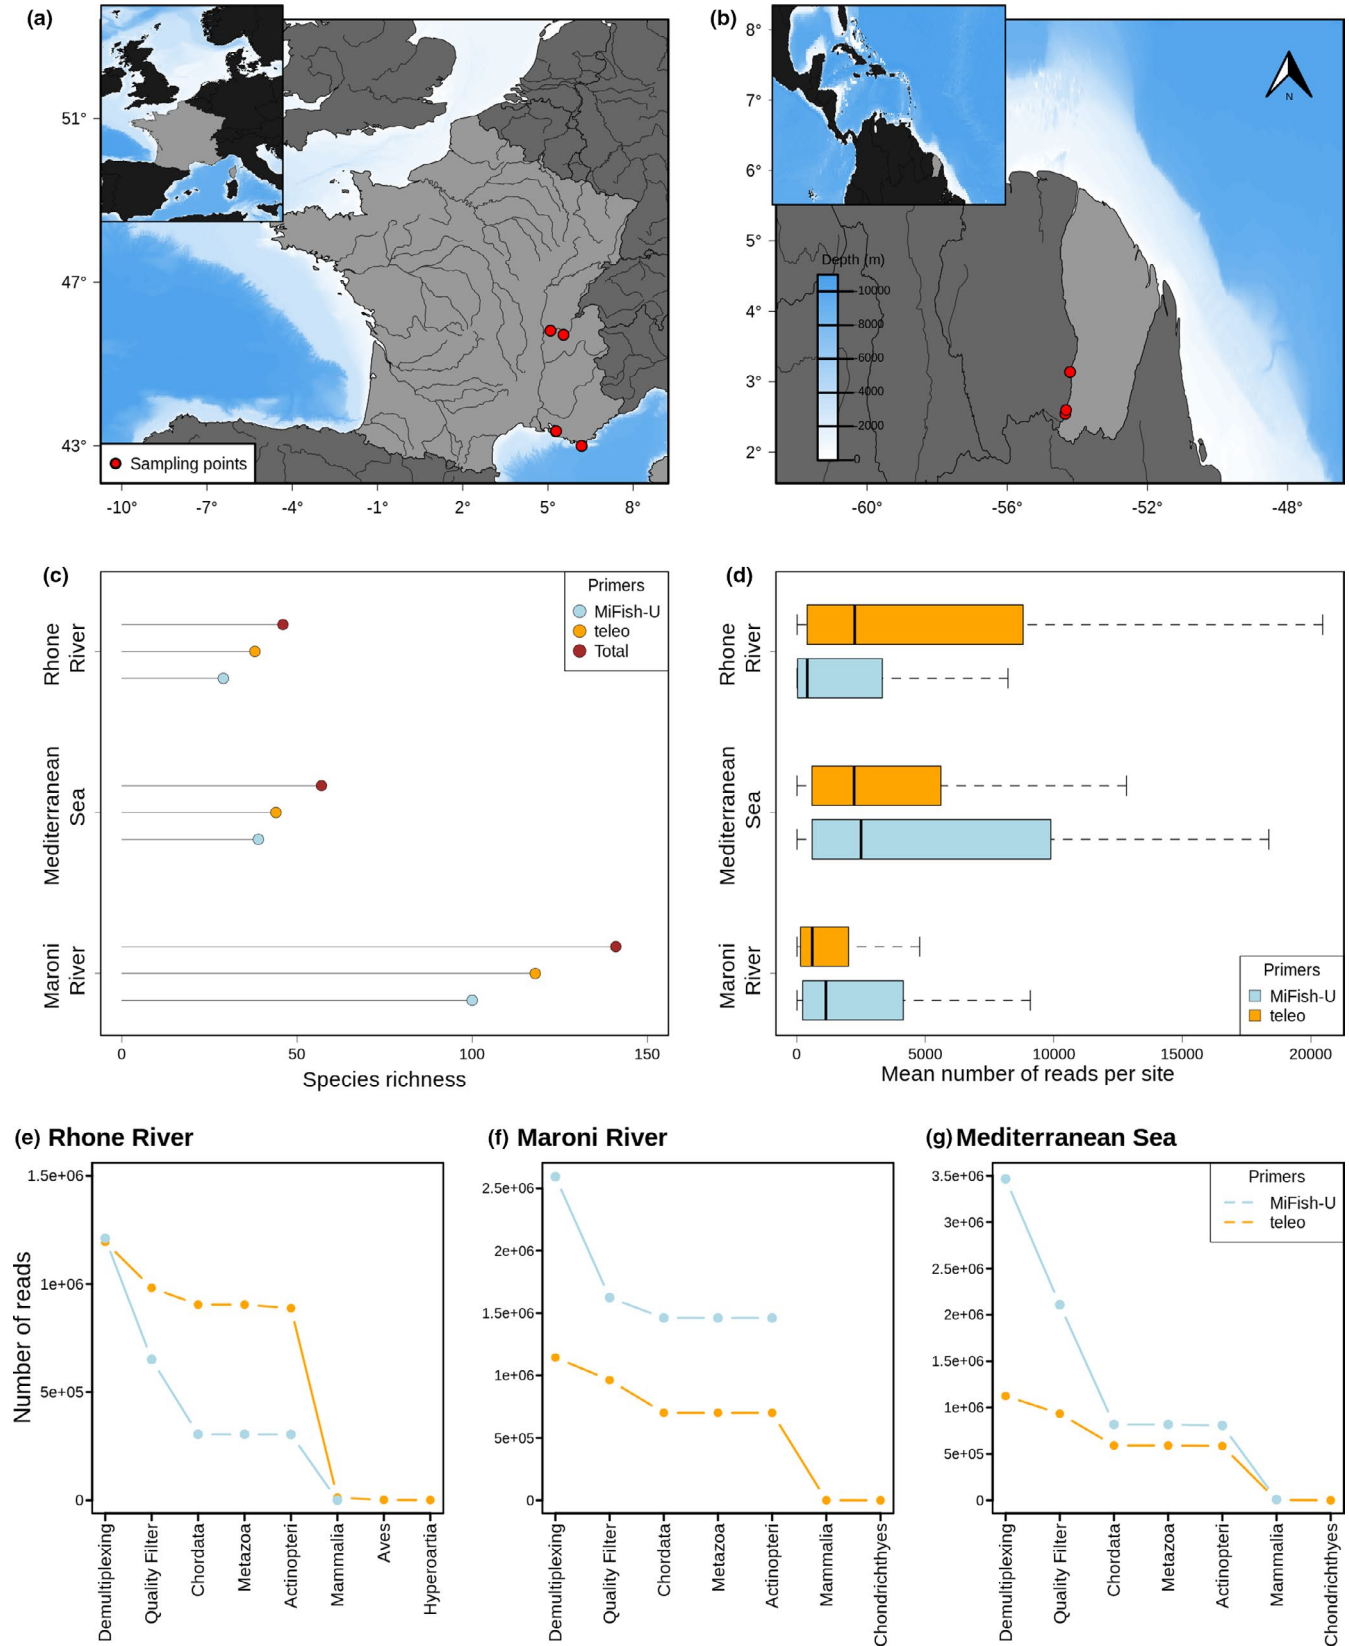 (a)
51°
47°
43°
Sampling points
-10°
-7°
-4°
-1°
2°
5°
8°
(b)
8°
7°
6°
5°
4°
3°
2°
N
Depth (m)
-10000
-8000
-6000
-4000
-2000
0
-60°
-56°
-52°
-48°
(c)
Primers
MiFish-U
teleo
Total
Rhone
River
Mediterranean
Sea
Maroni
River
0
50
100
150
Species richness
(d)
Rhone
River
Mediterranean
Sea
Maroni
River
Primers
MiFish-U
teleo
0
5000
10000
15000
20000
Mean number of reads per site
(e) Rhone River
Number of reads
1.5e+06
1e+06
5e+05
0
Demultiplexing
Quality Filter
Chordata
Metazoa
Actinopteri
Mammalia
Aves
Hyperoartia
(f) Maroni River
2.5e+06
2e+06
1.5e+06
1e+06
5e+05
0
Demultiplexing
Quality Filter
Chordata
Metazoa
Actinopteri
Mammalia
Chondrichthyes
(g) Mediterranean Sea
Primers
MiFish-U
teleo
3.5e+06
3e+06
2.5e+06
2e+06
1.5e+06
1e+06
5e+05
0
Demultiplexing
Quality Filter
Chordata
Metazoa
Actinopteri
Mammalia
Chondrichthyes